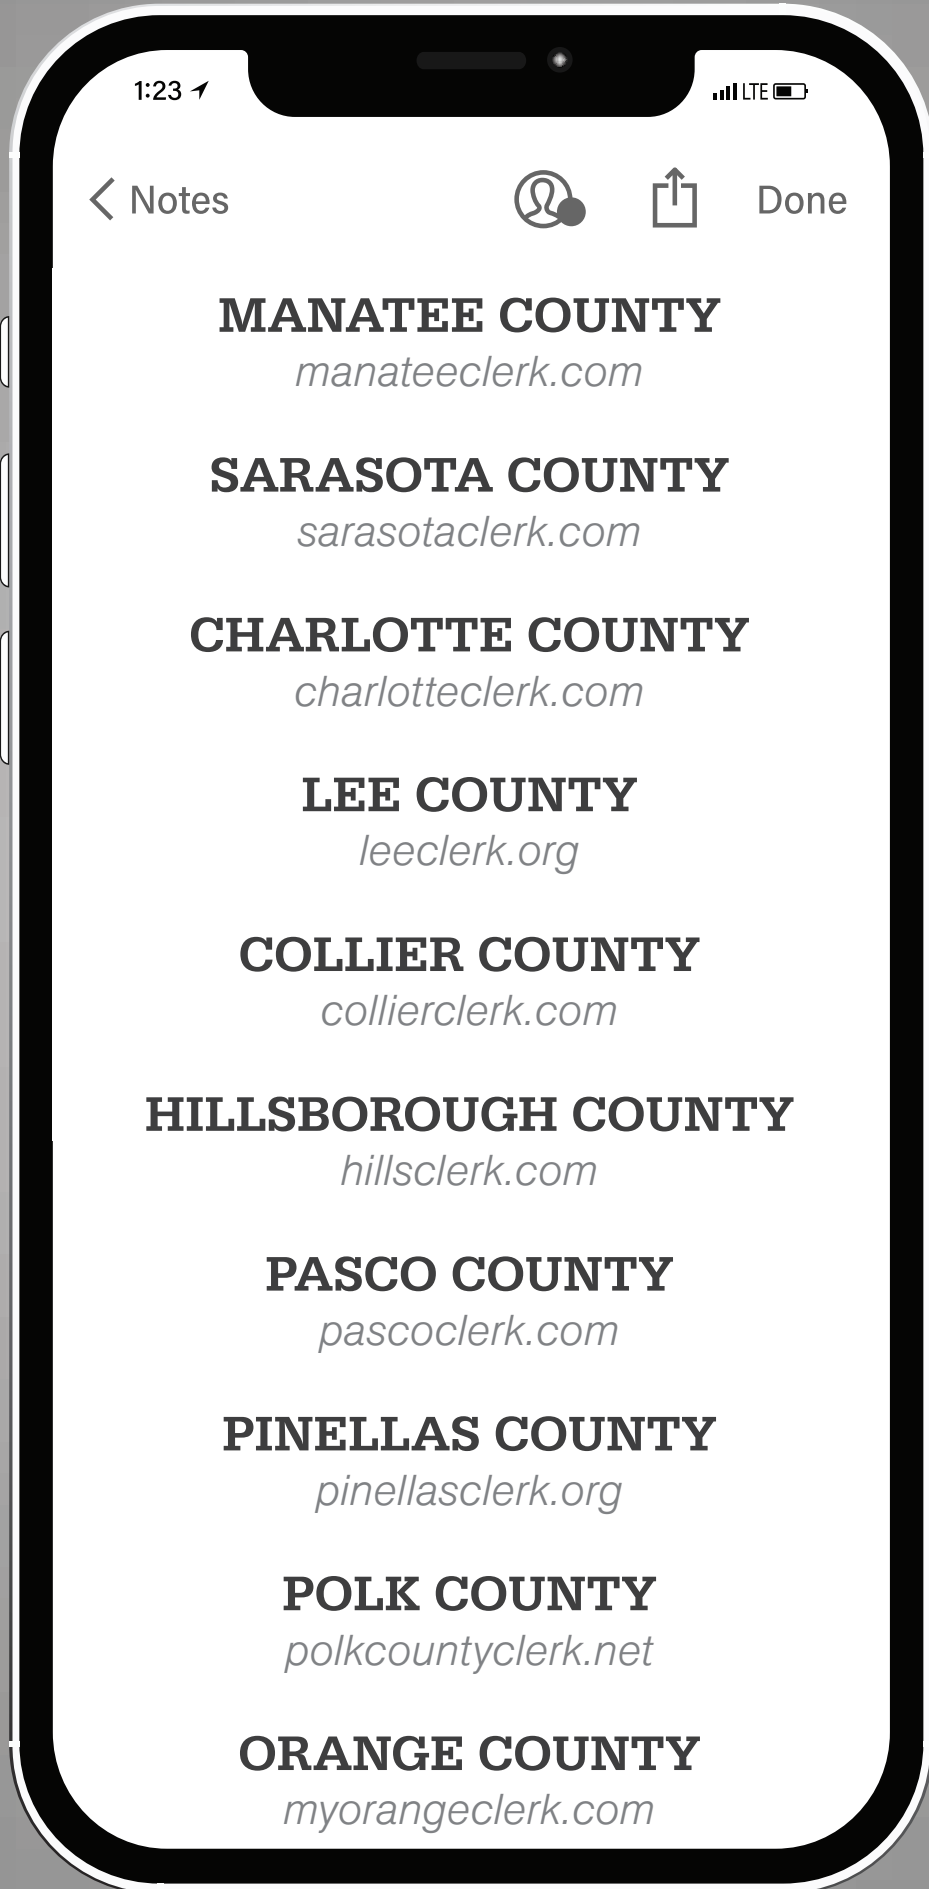 1:23 LTE
Notes Done
MANATEE COUNTY
manateeclerk.com
SARASOTA COUNTY
sarasotaclerk.com
CHARLOTTE COUNTY
charlotteclerk.com
LEE COUNTY
leeclerk.org
COLLIER COUNTY
collierclerk.com
HILLSBOROUGH COUNTY
hillsclerk.com
PASCO COUNTY
pascoclerk.com
PINELLAS COUNTY
pinellasclerk.org
POLK COUNTY
polkcountyclerk.net
ORANGE COUNTY
myorangeclerk.com